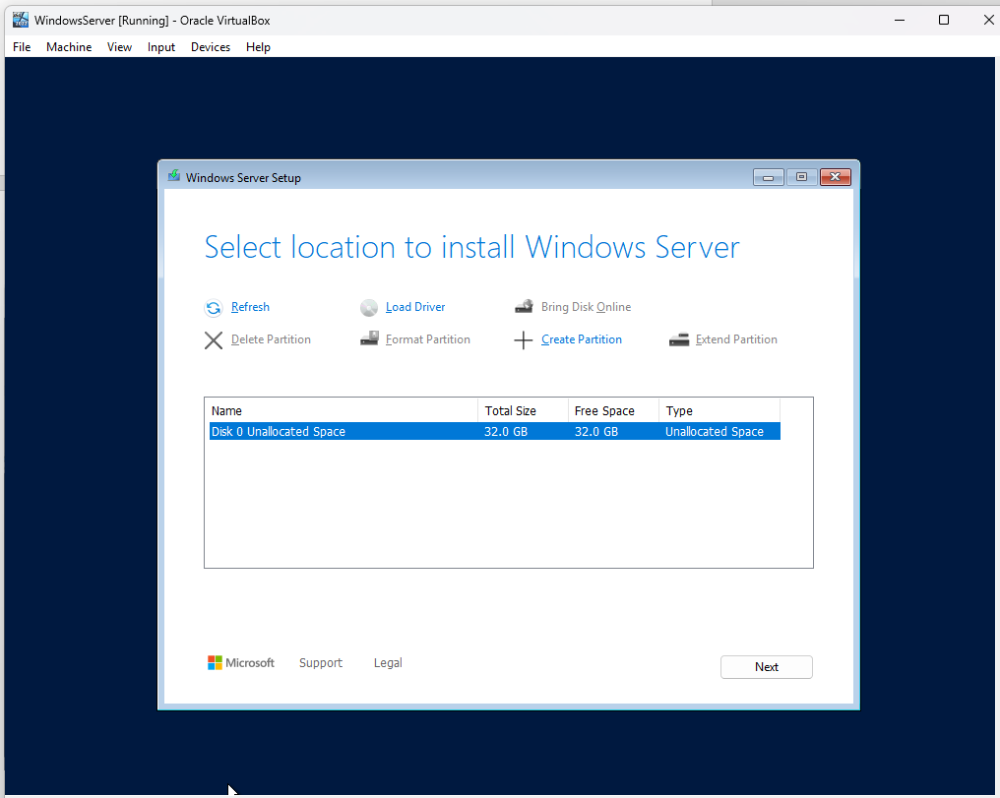 WindowsServer [Running] - Oracle VirtualBox
File Machine View Input Devices Help
Windows Server Setup
Select location to install Windows Server
Refresh Load Driver Bring Disk Online
Delete Partition Format Partition Create Partition Extend Partition
Name Total Size Free Space Type
Disk 0 Unallocated Space 32.0 GB 32.0 GB Unallocated Space
Microsoft Support Legal Next